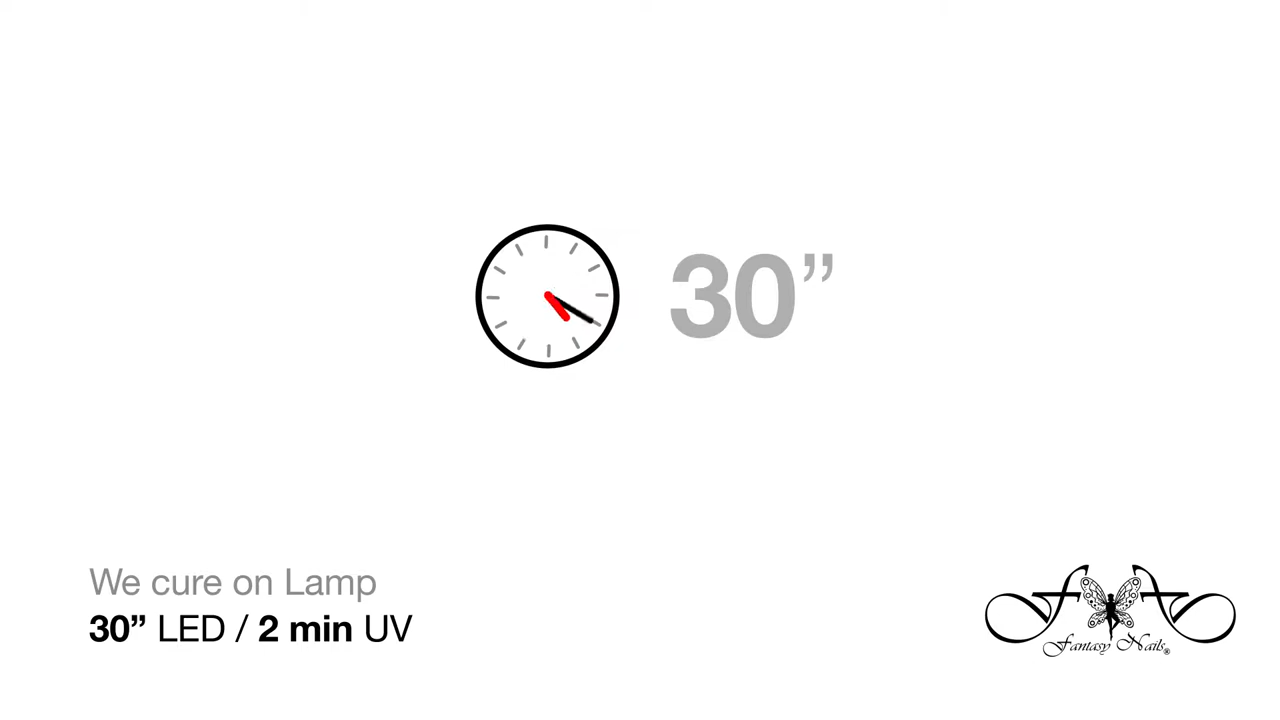 30”
We cure on Lamp
30” LED / 2 min UV
Fantasy Nails®